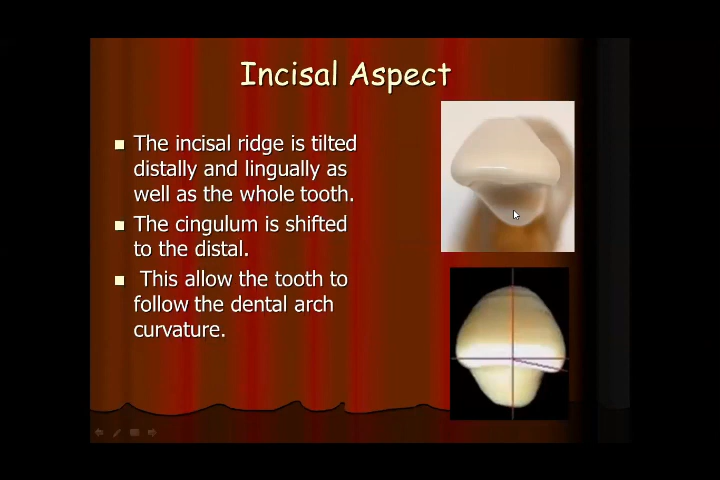 Incisal Aspect
The incisal ridge is tilted
distally and lingually as
well as the whole tooth.
The cingulum is shifted
to the distal.
This allow the tooth to
follow the dental arch
curvature.